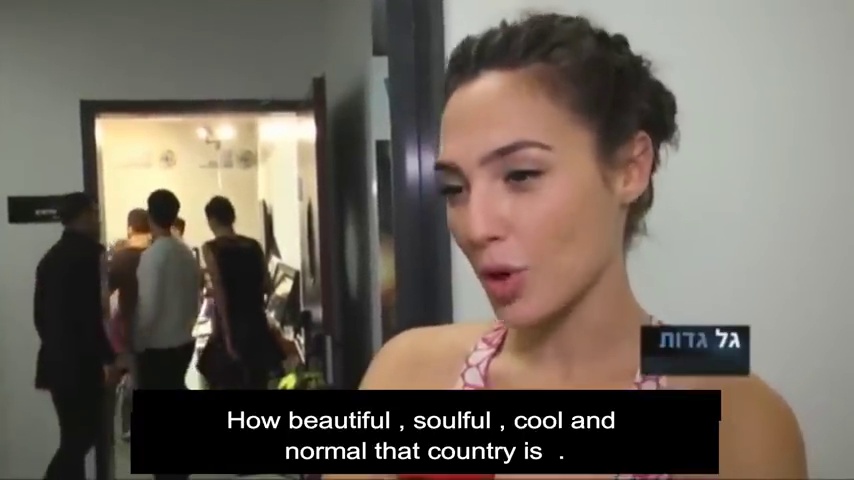 גל גדות
How beautiful , soulful , cool and
normal that country is .